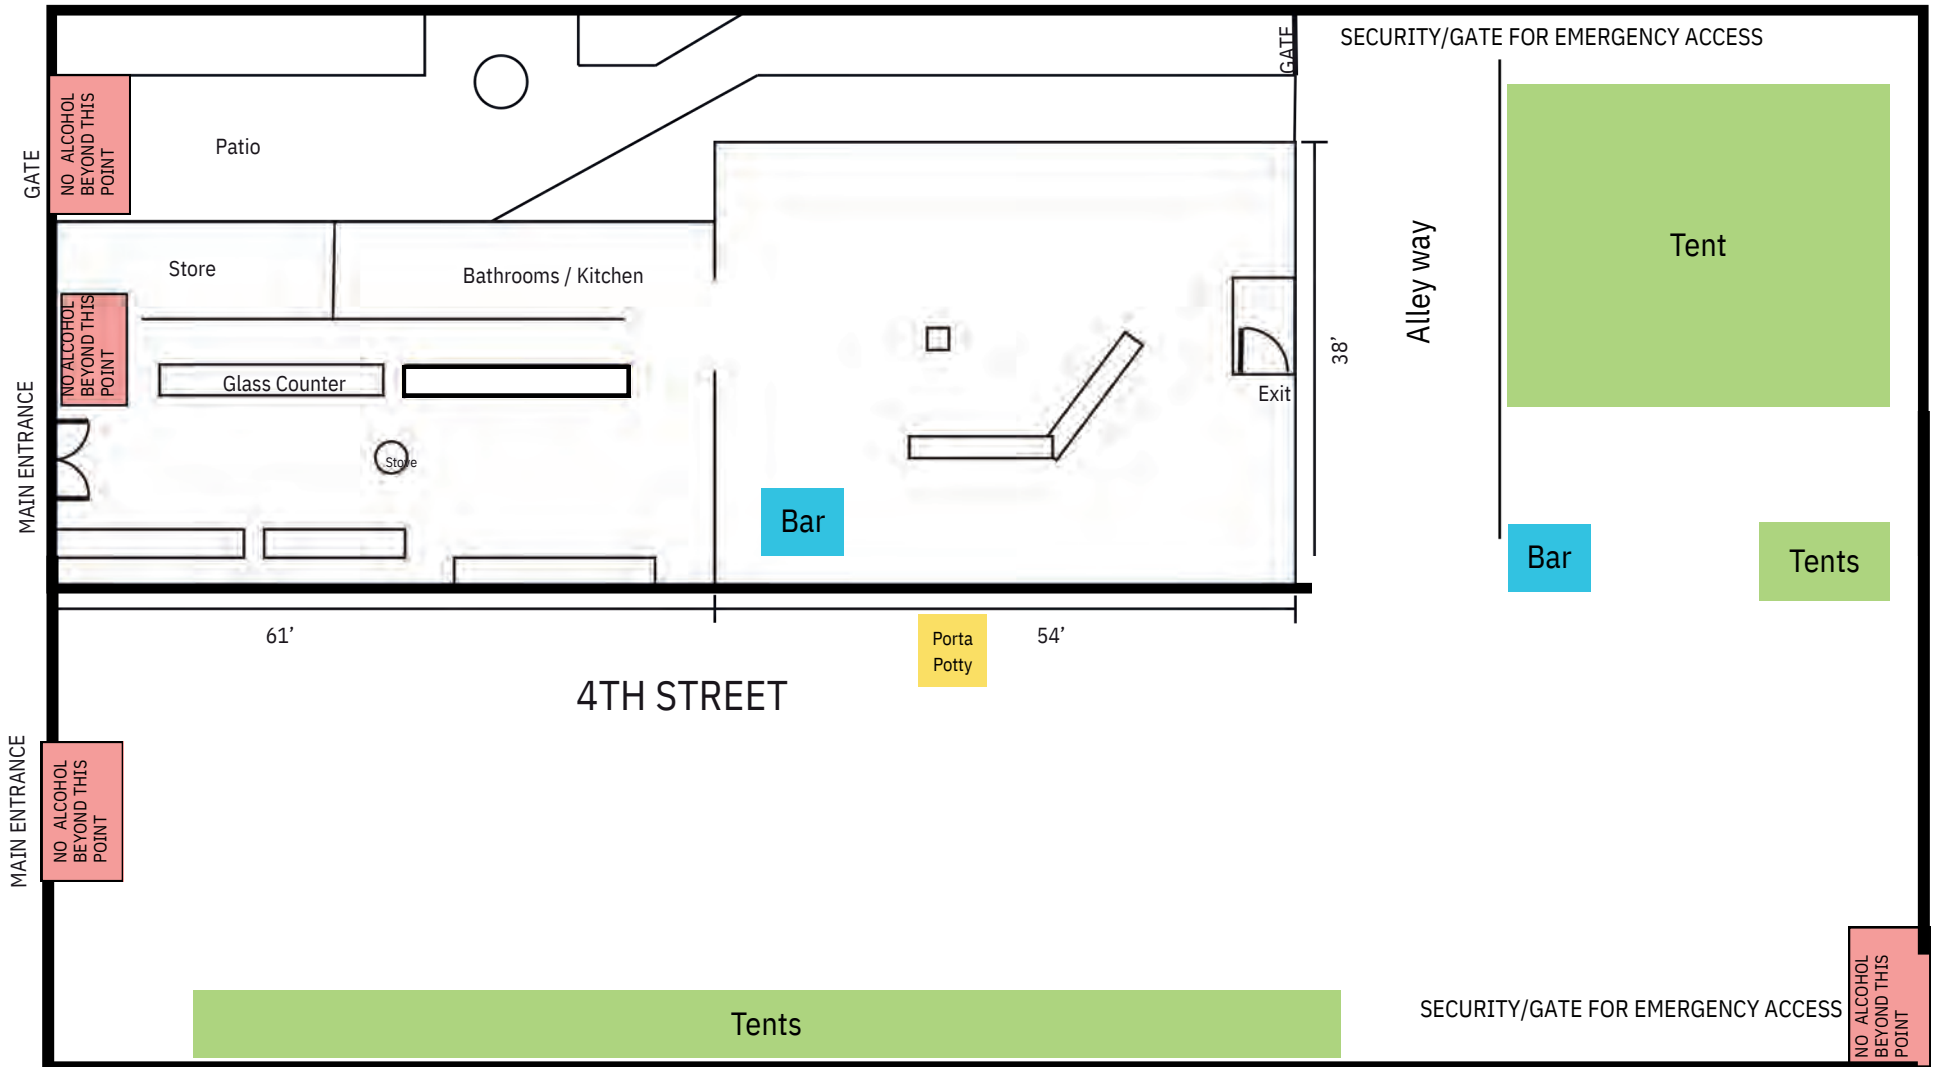 SECURITY/GATE FOR EMERGENCY ACCESS
GATE
NO ALCOHOL
BEYOND THIS
POINT
GATE
Patio
Tent
Alley way
Store
Bathrooms / Kitchen
NO ALCOHOL
BEYOND THIS
POINT
38’
Glass Counter
Exit
MAIN ENTRANCE
Stove
Bar
Bar
Tents
61’
Porta
Potty
54’
4TH STREET
MAIN ENTRANCE
NO ALCOHOL
BEYOND THIS
POINT
SECURITY/GATE FOR EMERGENCY ACCESS
NO ALCOHOL
BEYOND THIS
POINT
Tents